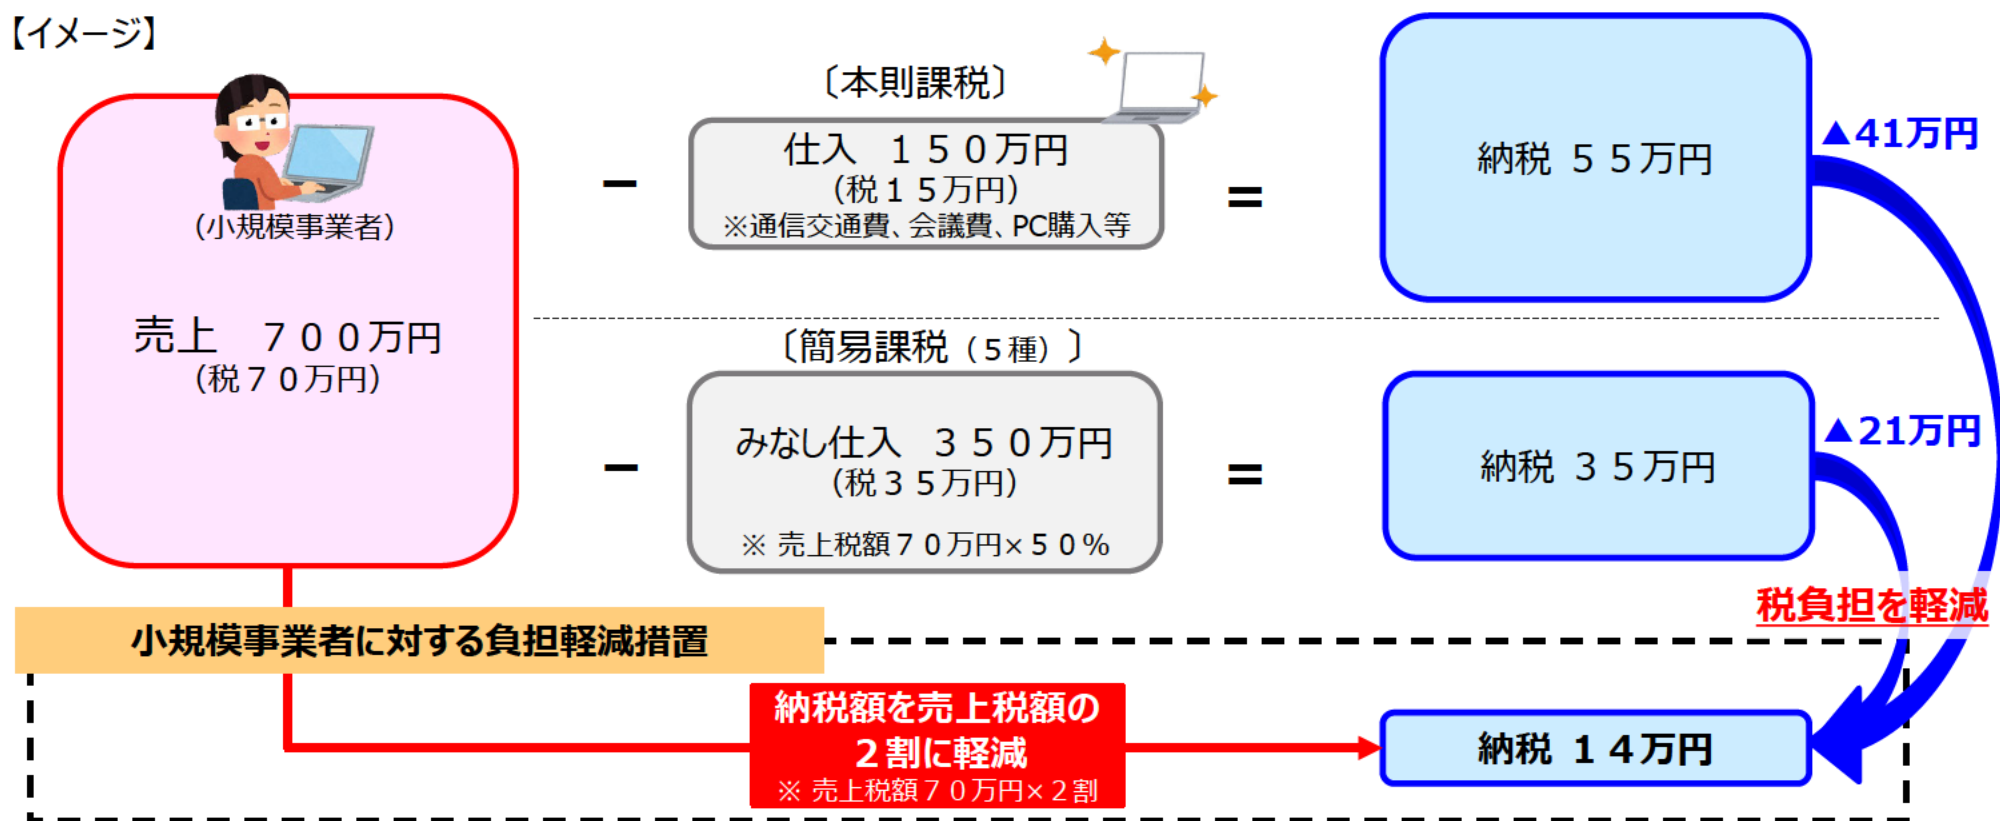 【イメージ】
(小規模事業者)
売上　７００万円
(税７０万円)
〔本則課税〕
－
仕入　１５０万円
(税１５万円)
※通信交通費、会議費、PC購入等
＝
納税 ５５万円
▲41万円
〔簡易課税（５種）〕
－
みなし仕入　３５０万円
(税３５万円)
※ 売上税額７０万円×５０％
＝
納税 ３５万円
▲21万円
税負担を軽減
小規模事業者に対する負担軽減措置
納税額を売上税額の
２割に軽減
※ 売上税額７０万円×２割
納税 １４万円